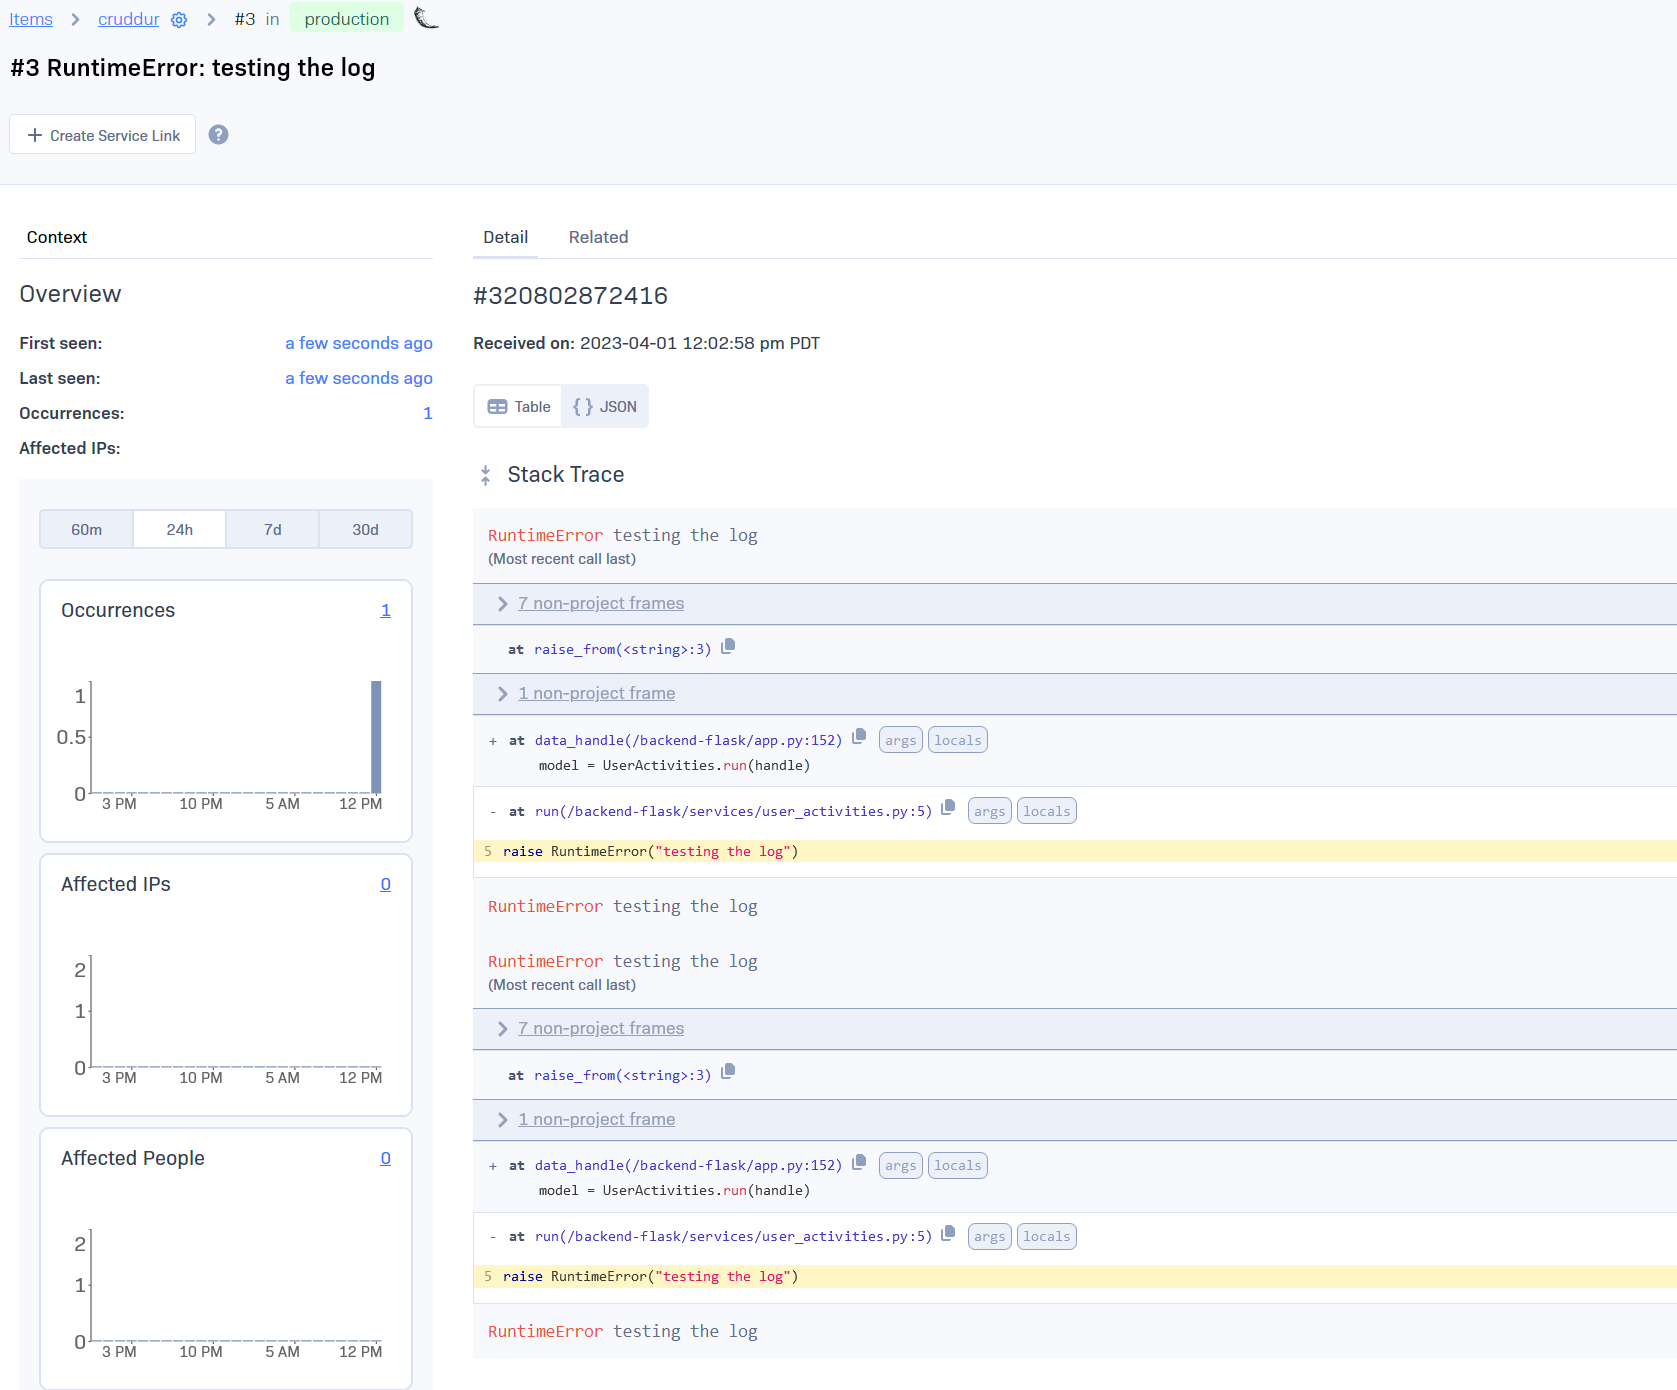 Items > cruddur > #3 in production
#3 RuntimeError: testing the log
+ Create Service Link ?
Context
Overview
First seen: a few seconds ago
Last seen: a few seconds ago
Occurrences: 1
Affected IPs:
60m 24h 7d 30d
Occurrences 1
1
0.5
0
3 PM 10 PM 5 AM 12 PM
Affected IPs 0
2
1
0
3 PM 10 PM 5 AM 12 PM
Affected People 0
2
1
0
3 PM 10 PM 5 AM 12 PM
Detail Related
#320802872416
Received on: 2023-04-01 12:02:58 pm PDT
Table { } JSON
Stack Trace
RuntimeError testing the log
(Most recent call last)
> 7 non-project frames
at raise_from(<string>:3)
> 1 non-project frame
+ at data_handle(/backend-flask/app.py:152) args locals
model = UserActivities.run(handle)
- at run(/backend-flask/services/user_activities.py:5) args locals
5 raise RuntimeError("testing the log")
RuntimeError testing the log
RuntimeError testing the log
(Most recent call last)
> 7 non-project frames
at raise_from(<string>:3)
> 1 non-project frame
+ at data_handle(/backend-flask/app.py:152) args locals
model = UserActivities.run(handle)
- at run(/backend-flask/services/user_activities.py:5) args locals
5 raise RuntimeError("testing the log")
RuntimeError testing the log